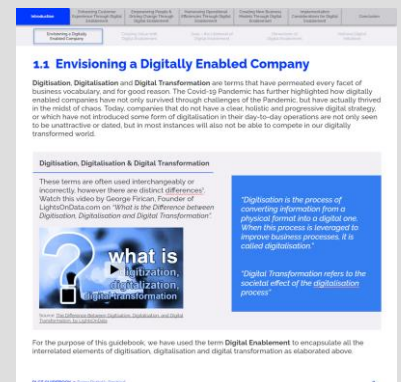 Introduction
Enhancing Customer
Experience Through Digital
Enablement
Empowering People &
Driving Change Through
Digital Enablement
Enhancing Operational
Efficiencies Through Digital
Enablement
Creating New Business
Models Through Digital
Enablement
Implementation
Considerations for Digital
Enablement
Conclusion
Envisioning a Digitally
Enabled Company
1.1 Envisioning a Digitally Enabled Company
Digitisation, Digitalisation and Digital Transformation are terms that have permeated every facet of
business vocabulary, and for good reason. The Covid-19 Pandemic has further highlighted how digitally
enabled companies have not only survived through challenges of the Pandemic, but have actually thrived
in the midst of chaos. Today, companies that do not have a clear, holistic and progressive digital strategy,
or which have not introduced some form of digitalisation in their day-to-day operations are not only seen
to be unattractive or dated, but in most instances will also not be able to compete in our digitally
transformed world.
Digitisation, Digitalisation & Digital Transformation
These terms are often used interchangeably or
incorrectly, however there are distinct differences".
Watch this video by George Firican, Founder of
LightsOnData.com on "What is the Difference between
Digitisation, Digitalisation and Digital Transformation".
what is
digitization,
digitalization,
digital transformation
Source: The Difference Between Digitisation, Digitalisation, and Digital
Transformation, by LightsOnData
"Digitisation is the process of
converting information from a
physical format into a digital one.
When this process is leveraged to
improve business processes, it is
called digitalisation."
"Digital Transformation refers to the
societal effect of the digitalisation
process"
For the purpose of this guidebook, we have used the term Digital Enablement to encapsulate all the
interrelated elements of digitisation, digitalisation and digital transformation as elaborated above.